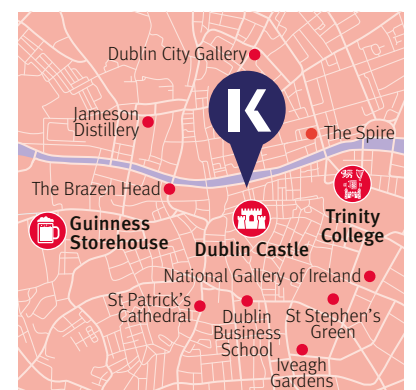 Dublin City Gallery
K
Jameson
Distillery
The Spire
The Brazen Head
Guinness
Storehouse
Dublin Castle
Trinity
College
National Gallery of Ireland
St Patrick's
Cathedral
Dublin
Business
School
St Stephen's
Green
Iveagh
Gardens